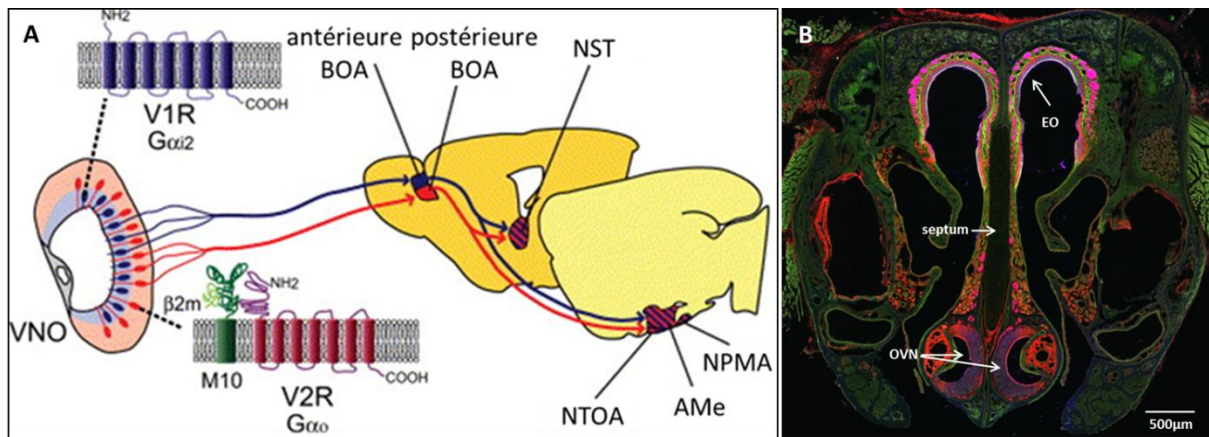 A
NH2
COOH
V1R
Gαi2
antérieure postérieure
BOA BOA
NST
VNO
β2m
NH2
M10
COOH
V2R
Gαo
NPMA
NTOA
AMe
B
EO
septum
OVN
500µm